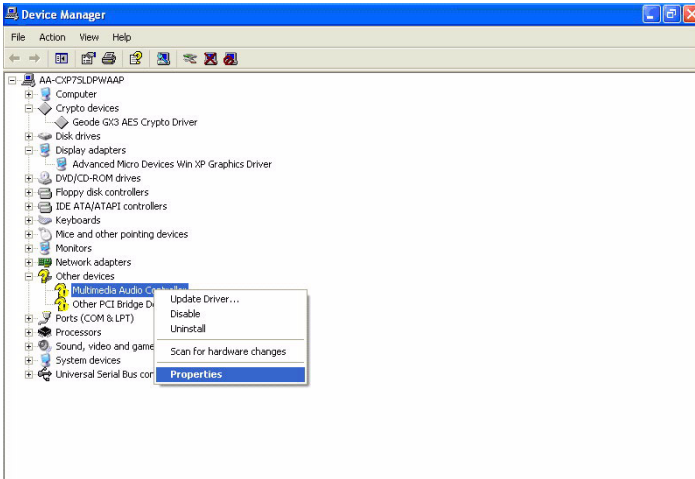 Device Manager
File Action View Help
AA-CXP7SLDPWAAP
Computer
Crypto devices
Geode GX3 AES Crypto Driver
Disk drives
Display adapters
Advanced Micro Devices Win XP Graphics Driver
DVD/CD-ROM drives
Floppy disk controllers
IDE ATA/ATAPI controllers
Keyboards
Mice and other pointing devices
Monitors
Network adapters
Other devices
Multimedia Audio
Other PCI Bridge
Ports (COM & LPT)
Processors
Sound, video and game
System devices
Universal Serial Bus
Update Driver...
Disable
Uninstall
Scan for hardware changes
Properties